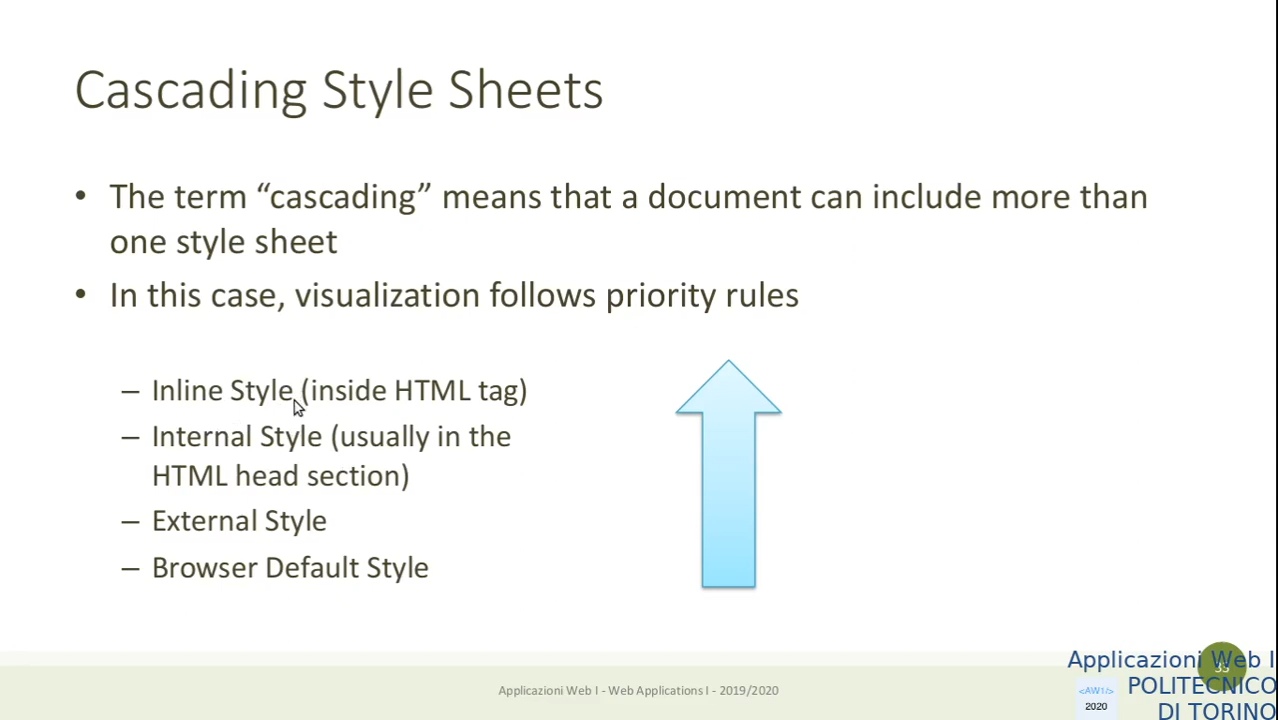 Cascading Style Sheets
• The term “cascading” means that a document can include more than
one style sheet
• In this case, visualization follows priority rules
– Inline Style (inside HTML tag)
– Internal Style (usually in the
HTML head section)
– External Style
– Browser Default Style
Applicazioni Web I - Web Applications I - 2019/2020
Applicazioni Web I
POLITECNICO
DI TORINO
<AW1/>
2020
33